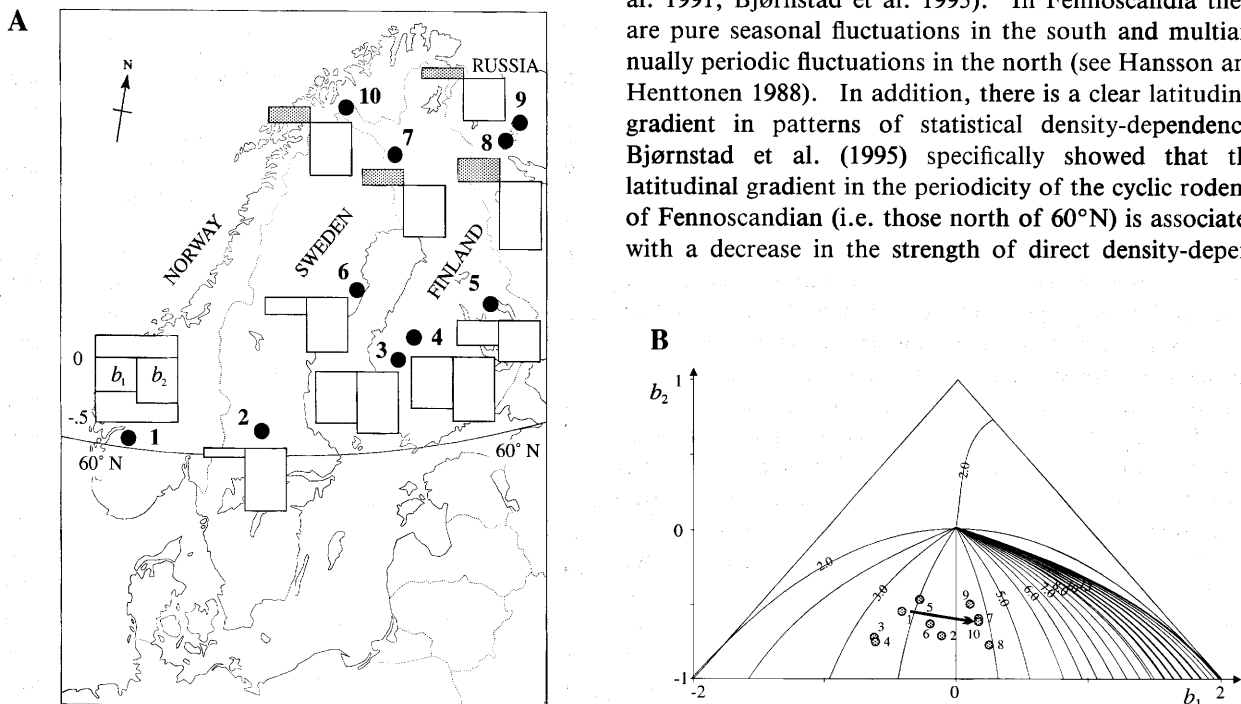 A
N
RUSSIA
10
9
7
8
NORWAY
SWEDEN
FINLAND
6
5
4
3
0
b1 b2
-.5
2
1
60° N
60° N
al. 1991, Bjørnstad et al. 1995). In Fennoscandia the
are pure seasonal fluctuations in the south and multian
nually periodic fluctuations in the north (see Hansson an
Henttonen 1988). In addition, there is a clear latitudin
gradient in patterns of statistical density-dependenc
Bjørnstad et al. (1995) specifically showed that th
latitudinal gradient in the periodicity of the cyclic roden
of Fennoscandian (i.e. those north of 60°N) is associate
with a decrease in the strength of direct density-depe
B
b2
1
2.0
0
2.0
3.0
5.0
6.0
7.0
9
5
1
7
3
6
2
10
4
8
-1
-2
0
2
b1